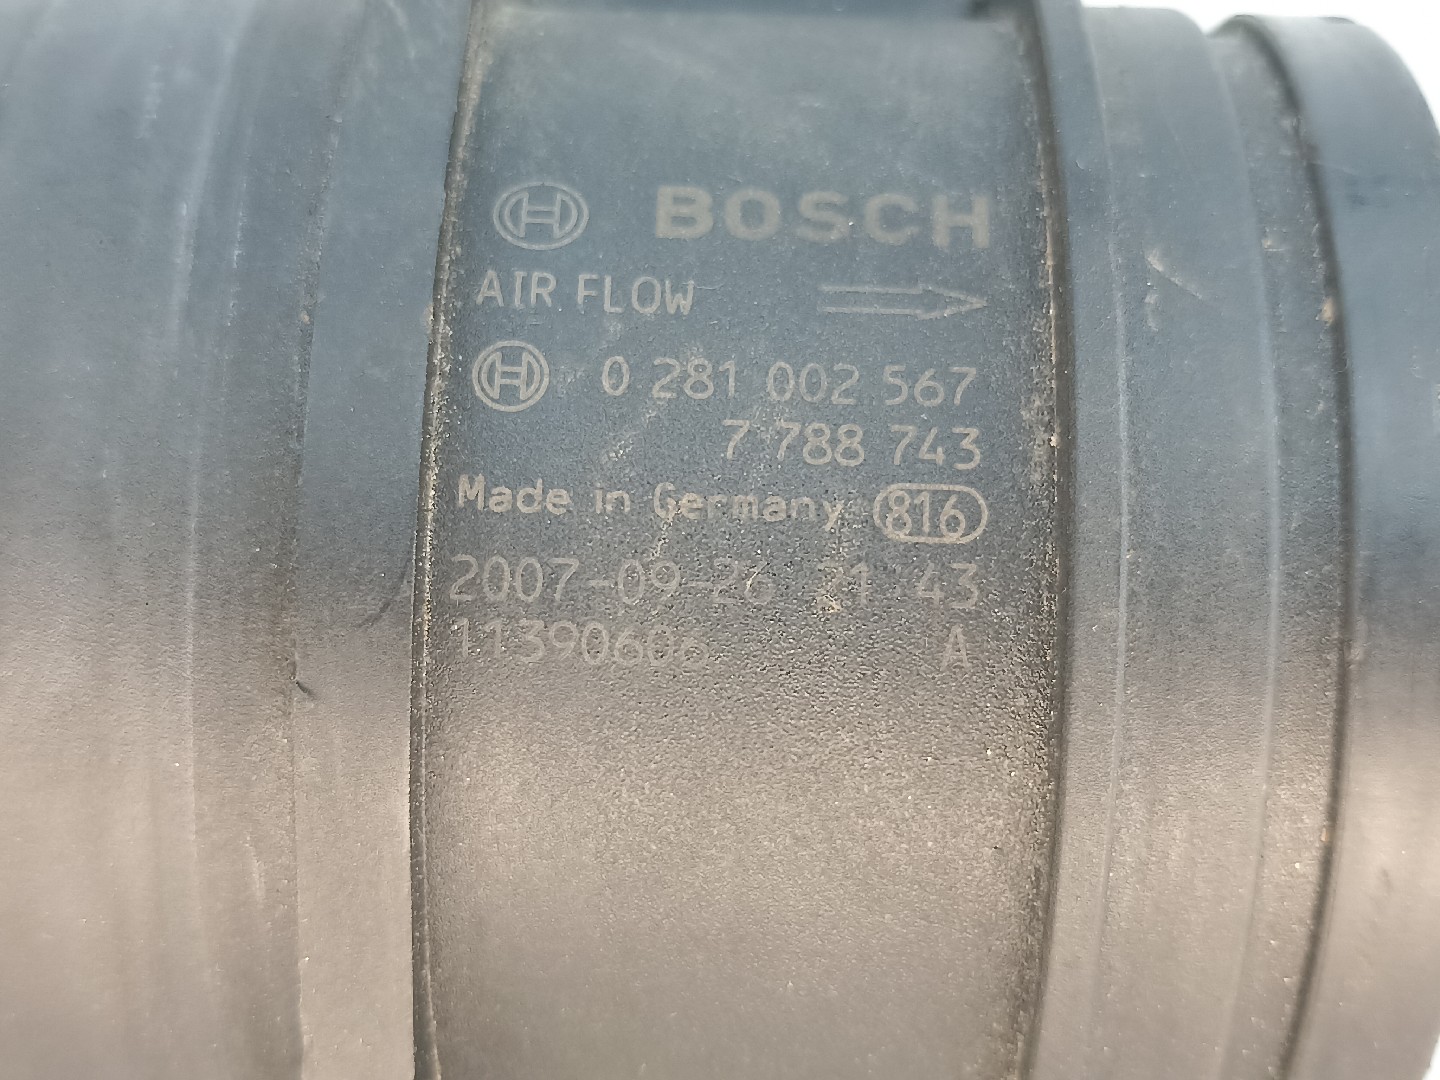 BOSCH
AIR FLOW
0 281 002 567
7 788 743
Made in Germany 816
2007-09-26 21 43
11390606 A